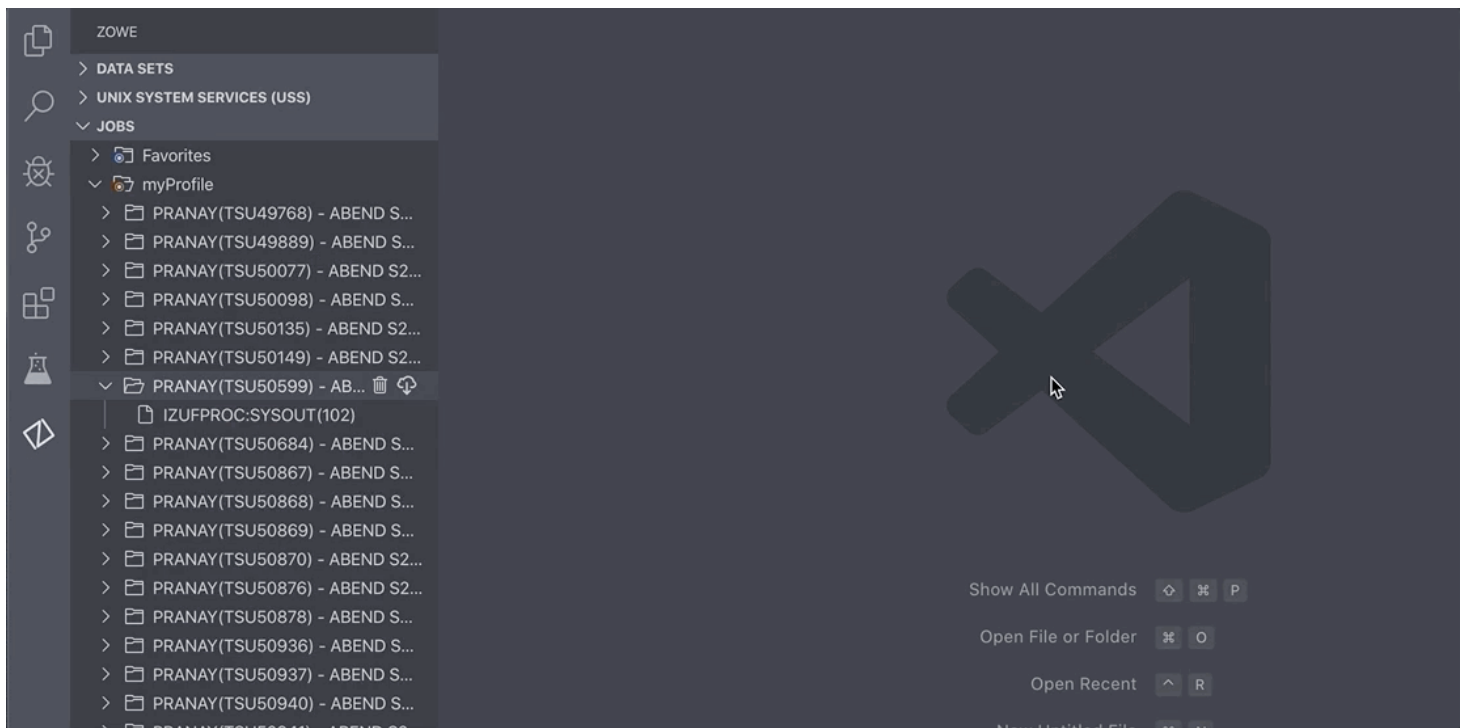 ZOWE
DATA SETS
UNIX SYSTEM SERVICES (USS)
JOBS
Favorites
myProfile
PRANAY(TSU49768) - ABEND S...
PRANAY(TSU49889) - ABEND S...
PRANAY(TSU50077) - ABEND S2...
PRANAY(TSU50098) - ABEND S...
PRANAY(TSU50135) - ABEND S2...
PRANAY(TSU50149) - ABEND S2...
PRANAY(TSU50599) - AB...
IZUFPROC:SYSOUT(102)
PRANAY(TSU50684) - ABEND S...
PRANAY(TSU50867) - ABEND S...
PRANAY(TSU50868) - ABEND S...
PRANAY(TSU50869) - ABEND S...
PRANAY(TSU50870) - ABEND S2...
PRANAY(TSU50876) - ABEND S2...
PRANAY(TSU50878) - ABEND S...
PRANAY(TSU50936) - ABEND S...
PRANAY(TSU50937) - ABEND S...
PRANAY(TSU50940) - ABEND S...
Show All Commands ⇧ ⌘ P
Open File or Folder ⌘ O
Open Recent ^ R
New Untitled File